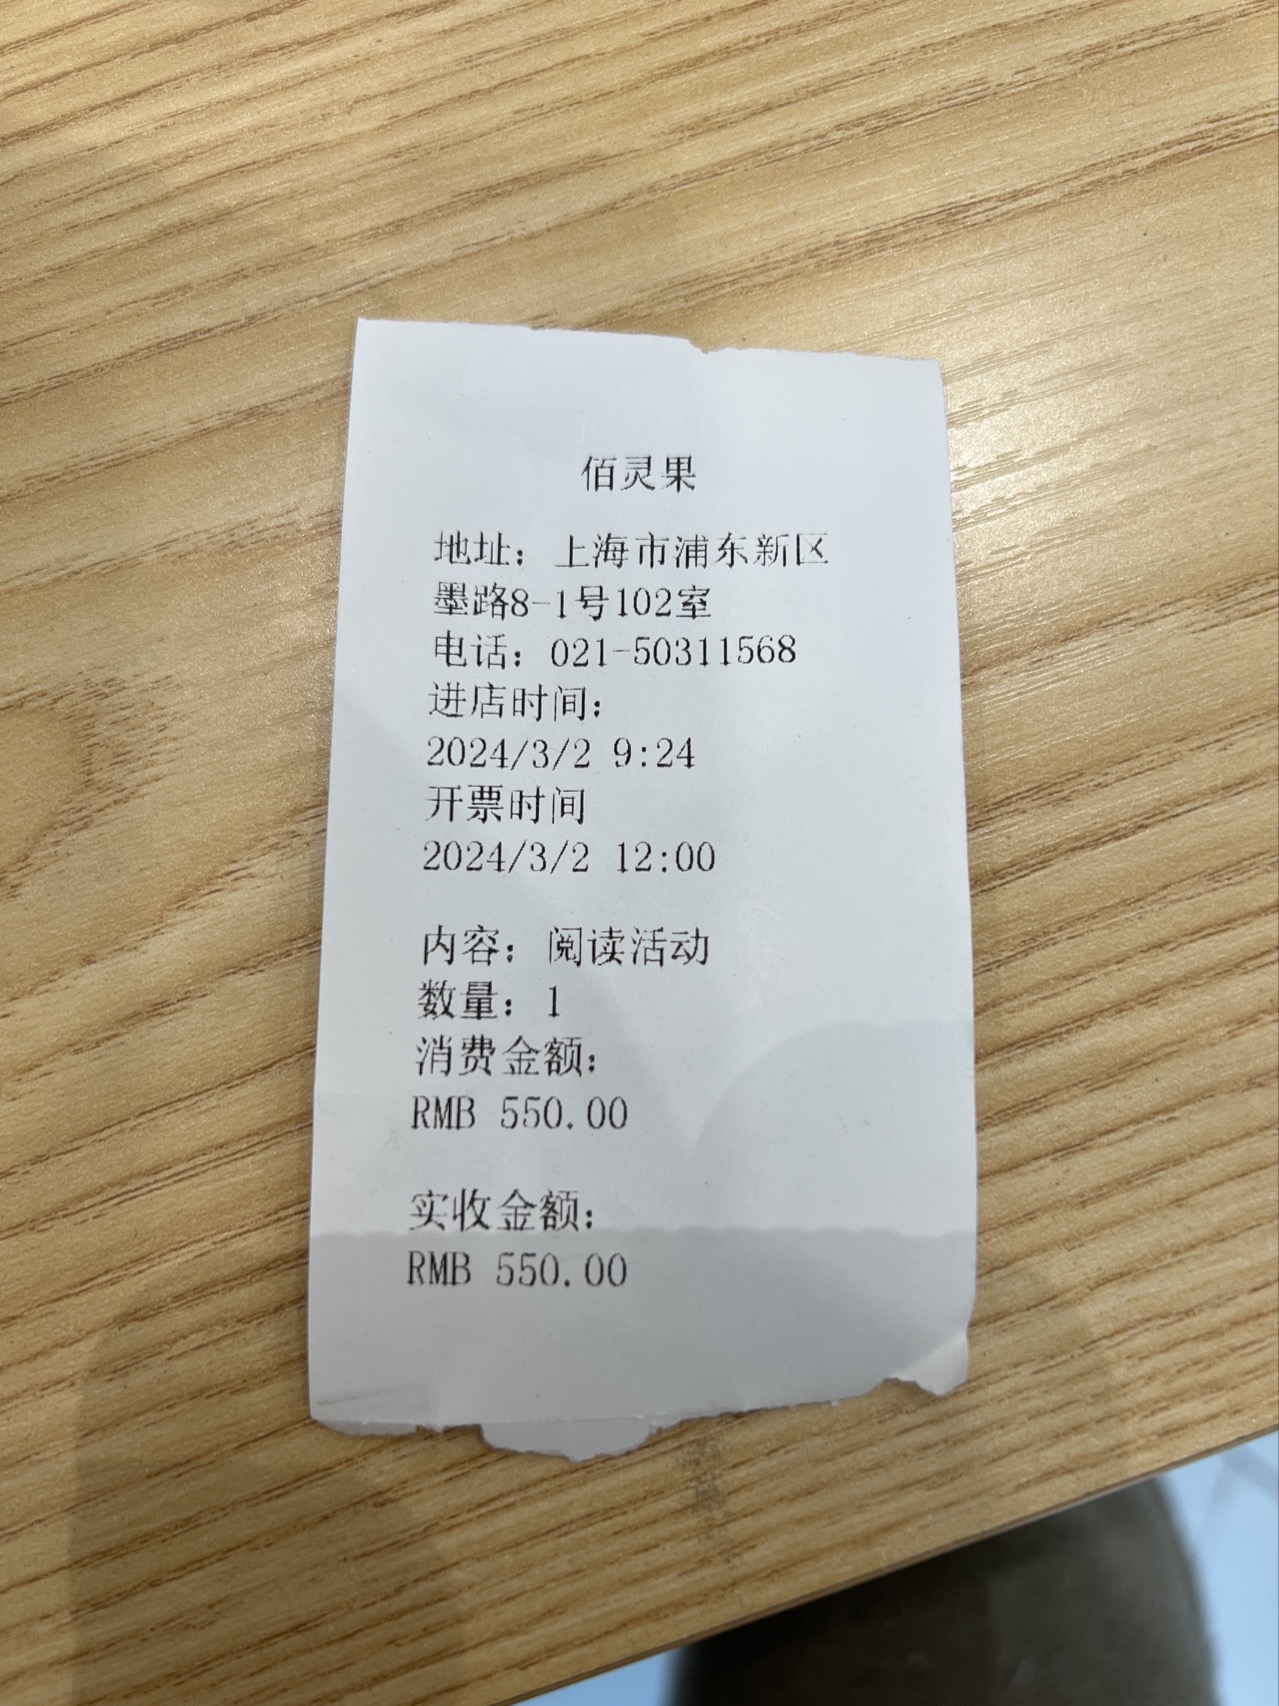 佰灵果
地址：上海市浦东新区
墨路8-1号102室
电话：021-50311568
进店时间：
2024/3/2 9:24
开票时间
2024/3/2 12:00
内容：阅读活动
数量：1
消费金额：
RMB 550.00
实收金额：
RMB 550.00